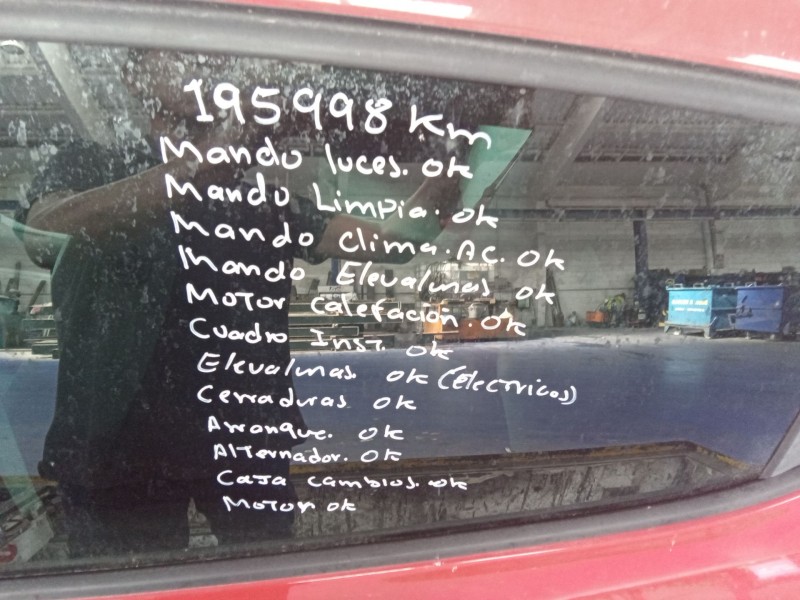 195998 Km
Mando luces. ok
Mando Limpia. ok
Mando clima. AC. ok
Mando Elevalunas ok
Motor calefación. ok
Cuadro Inst. ok
Elevalunas. ok (electricos)
Cerraduras ok
Arranque. ok
Alternador. ok
Caja cambios. ok
Motor ok